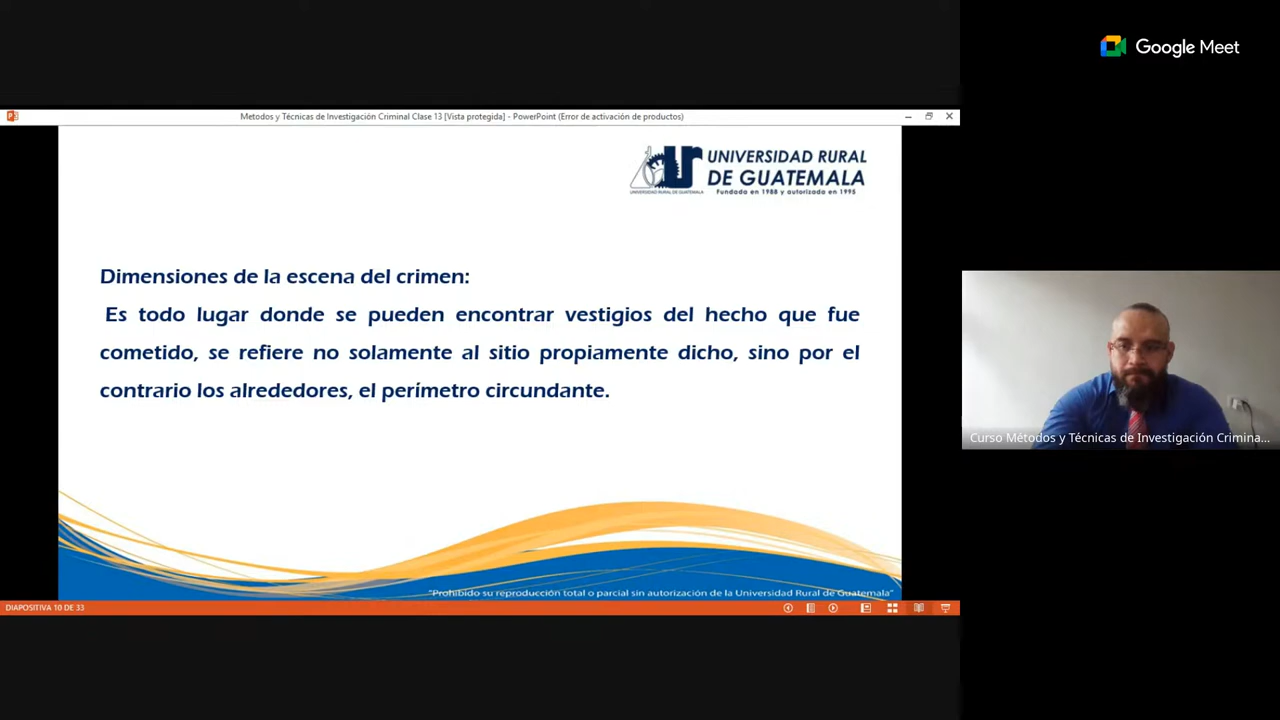 Google Meet
Metodos y Técnicas de Investigación Criminal Clase 13 [Vista protegida] - PowerPoint (Error de activación de productos)
UNIVERSIDAD RURAL
DE GUATEMALA
Fundada en 1988 y autorizada en 1995
UNIVERSIDAD RURAL DE GUATEMALA
Dimensiones de la escena del crimen:
Es todo lugar donde se pueden encontrar vestigios del hecho que fue
cometido, se refiere no solamente al sitio propiamente dicho, sino por el
contrario los alrededores, el perímetro circundante.
Curso Métodos y Técnicas de Investigación Crimina...
"Prohibido su reproducción total o parcial sin autorización de la Universidad Rural de Guatemala"
DIAPOSITIVA 10 DE 33